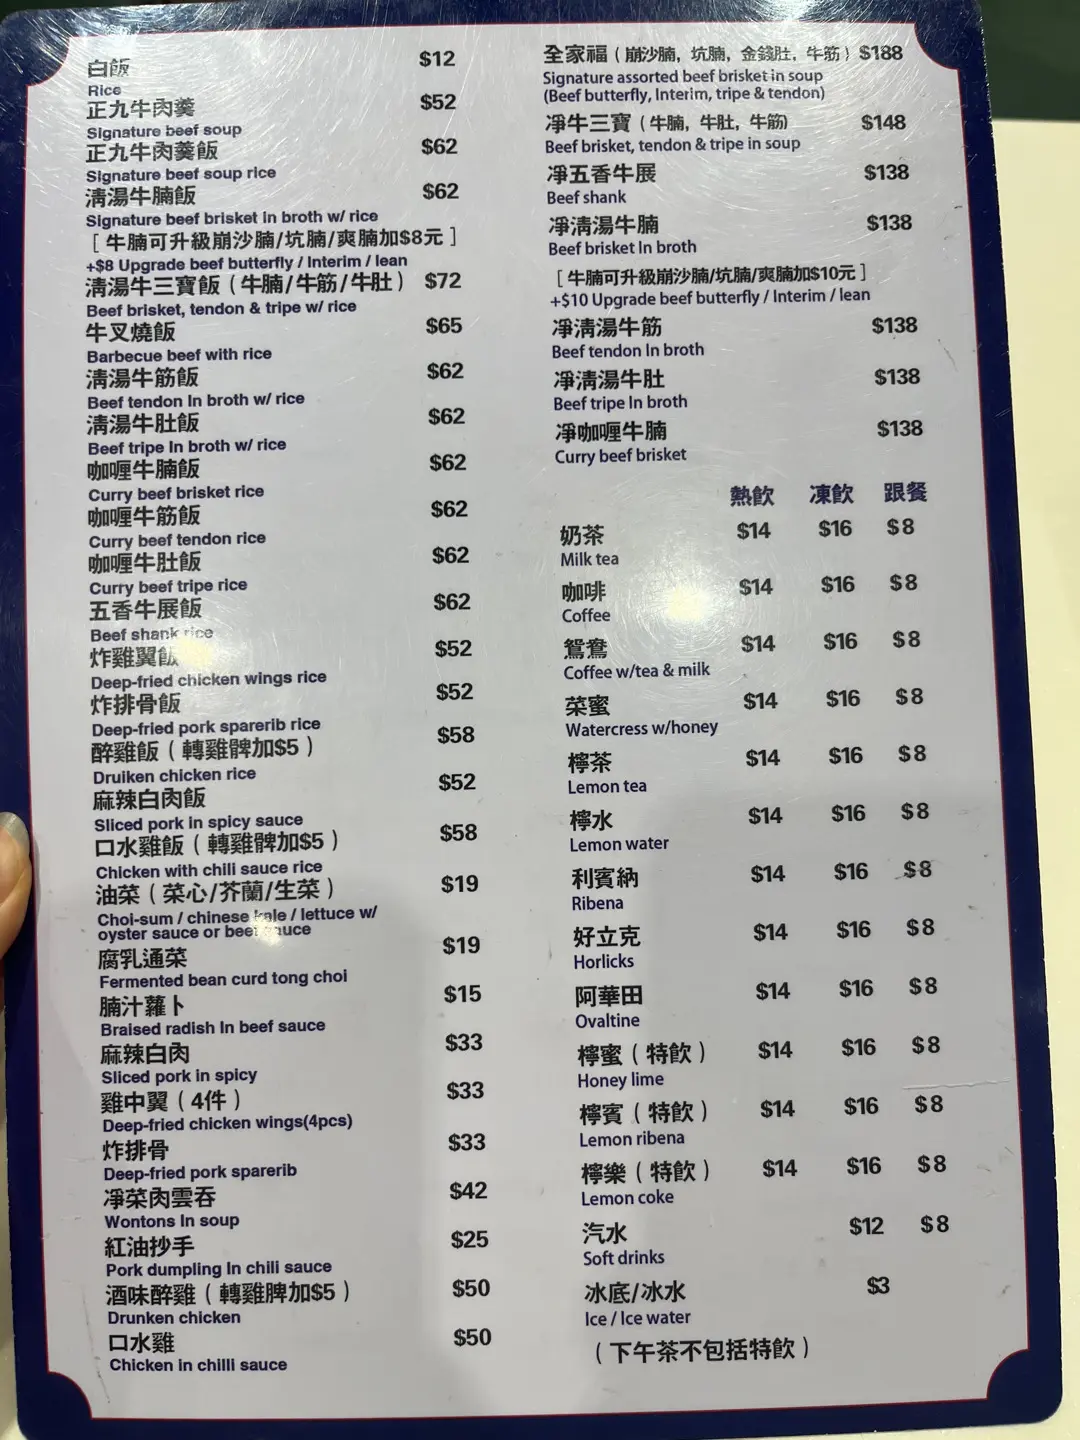 白飯 $12
Rice
正九牛肉羹 $52
Signature beef soup
正九牛肉羹飯 $62
Signature beef soup rice
淸湯牛腩飯 $62
Signature beef brisket In broth w/ rice
[ 牛腩可升級崩沙腩/坑腩/爽腩加$8元 ]
+$8 Upgrade beef butterfly / Interim / lean
淸湯牛三寶飯 ( 牛腩/牛筋/牛肚 ) $72
Beef brisket, tendon & tripe w/ rice
牛叉燒飯 $65
Barbecue beef with rice
淸湯牛筋飯 $62
Beef tendon In broth w/ rice
淸湯牛肚飯 $62
Beef tripe In broth w/ rice
咖喱牛腩飯 $62
Curry beef brisket rice
咖喱牛筋飯 $62
Curry beef tendon rice
咖喱牛肚飯 $62
Curry beef tripe rice
五香牛展飯 $62
Beef shank rice
炸雞翼飯 $52
Deep-fried chicken wings rice
炸排骨飯 $52
Deep-fried pork sparerib rice
醉雞飯 ( 轉雞髀加$5 ) $58
Druiken chicken rice
麻辣白肉飯 $52
Sliced pork in spicy sauce
口水雞飯 ( 轉雞髀加$5 ) $58
Chicken with chili sauce rice
油菜 ( 菜心/芥蘭/生菜 ) $19
Choi-sum / chinese kale / lettuce w/
oyster sauce or beef sauce
腐乳通菜 $19
Fermented bean curd tong choi
腩汁蘿卜 $15
Braised radish In beef sauce
麻辣白肉 $33
Sliced pork in spicy
雞中翼 ( 4件 ) $33
Deep-fried chicken wings(4pcs)
炸排骨 $33
Deep-fried pork sparerib
凈菜肉雲吞 $42
Wontons In soup
紅油抄手 $25
Pork dumpling In chili sauce
酒味醉雞 ( 轉雞脾加$5 ) $50
Drunken chicken
口水雞 $50
Chicken in chilli sauce
全家福 ( 崩沙腩, 坑腩, 金錢肚, 牛筋 ) $188
Signature assorted beef brisket in soup
(Beef butterfly, Interim, tripe & tendon)
凈牛三寶 ( 牛腩, 牛肚, 牛筋) $148
Beef brisket, tendon & tripe in soup
凈五香牛展 $138
Beef shank
凈淸湯牛腩 $138
Beef brisket In broth
[ 牛腩可升級崩沙腩/坑腩/爽腩加$10元 ]
+$10 Upgrade beef butterfly / Interim / lean
凈淸湯牛筋 $138
Beef tendon In broth
凈淸湯牛肚 $138
Beef tripe In broth
凈咖喱牛腩 $138
Curry beef brisket
熱飲 凍飲 跟餐
奶茶 $14 $16 $8
Milk tea
咖啡 $14 $16 $8
Coffee
鴛鴦 $14 $16 $8
Coffee w/tea & milk
菜蜜 $14 $16 $8
Watercress w/honey
檸茶 $14 $16 $8
Lemon tea
檸水 $14 $16 $8
Lemon water
利賓納 $14 $16 $8
Ribena
好立克 $14 $16 $8
Horlicks
阿華田 $14 $16 $8
Ovaltine
檸蜜 ( 特飲 ) $14 $16 $8
Honey lime
檸賓 ( 特飲 ) $14 $16 $8
Lemon ribena
檸樂 ( 特飲 ) $14 $16 $8
Lemon coke
汽水 $12 $8
Soft drinks
冰底/冰水 $3
Ice / Ice water
( 下午茶不包括特飲 )